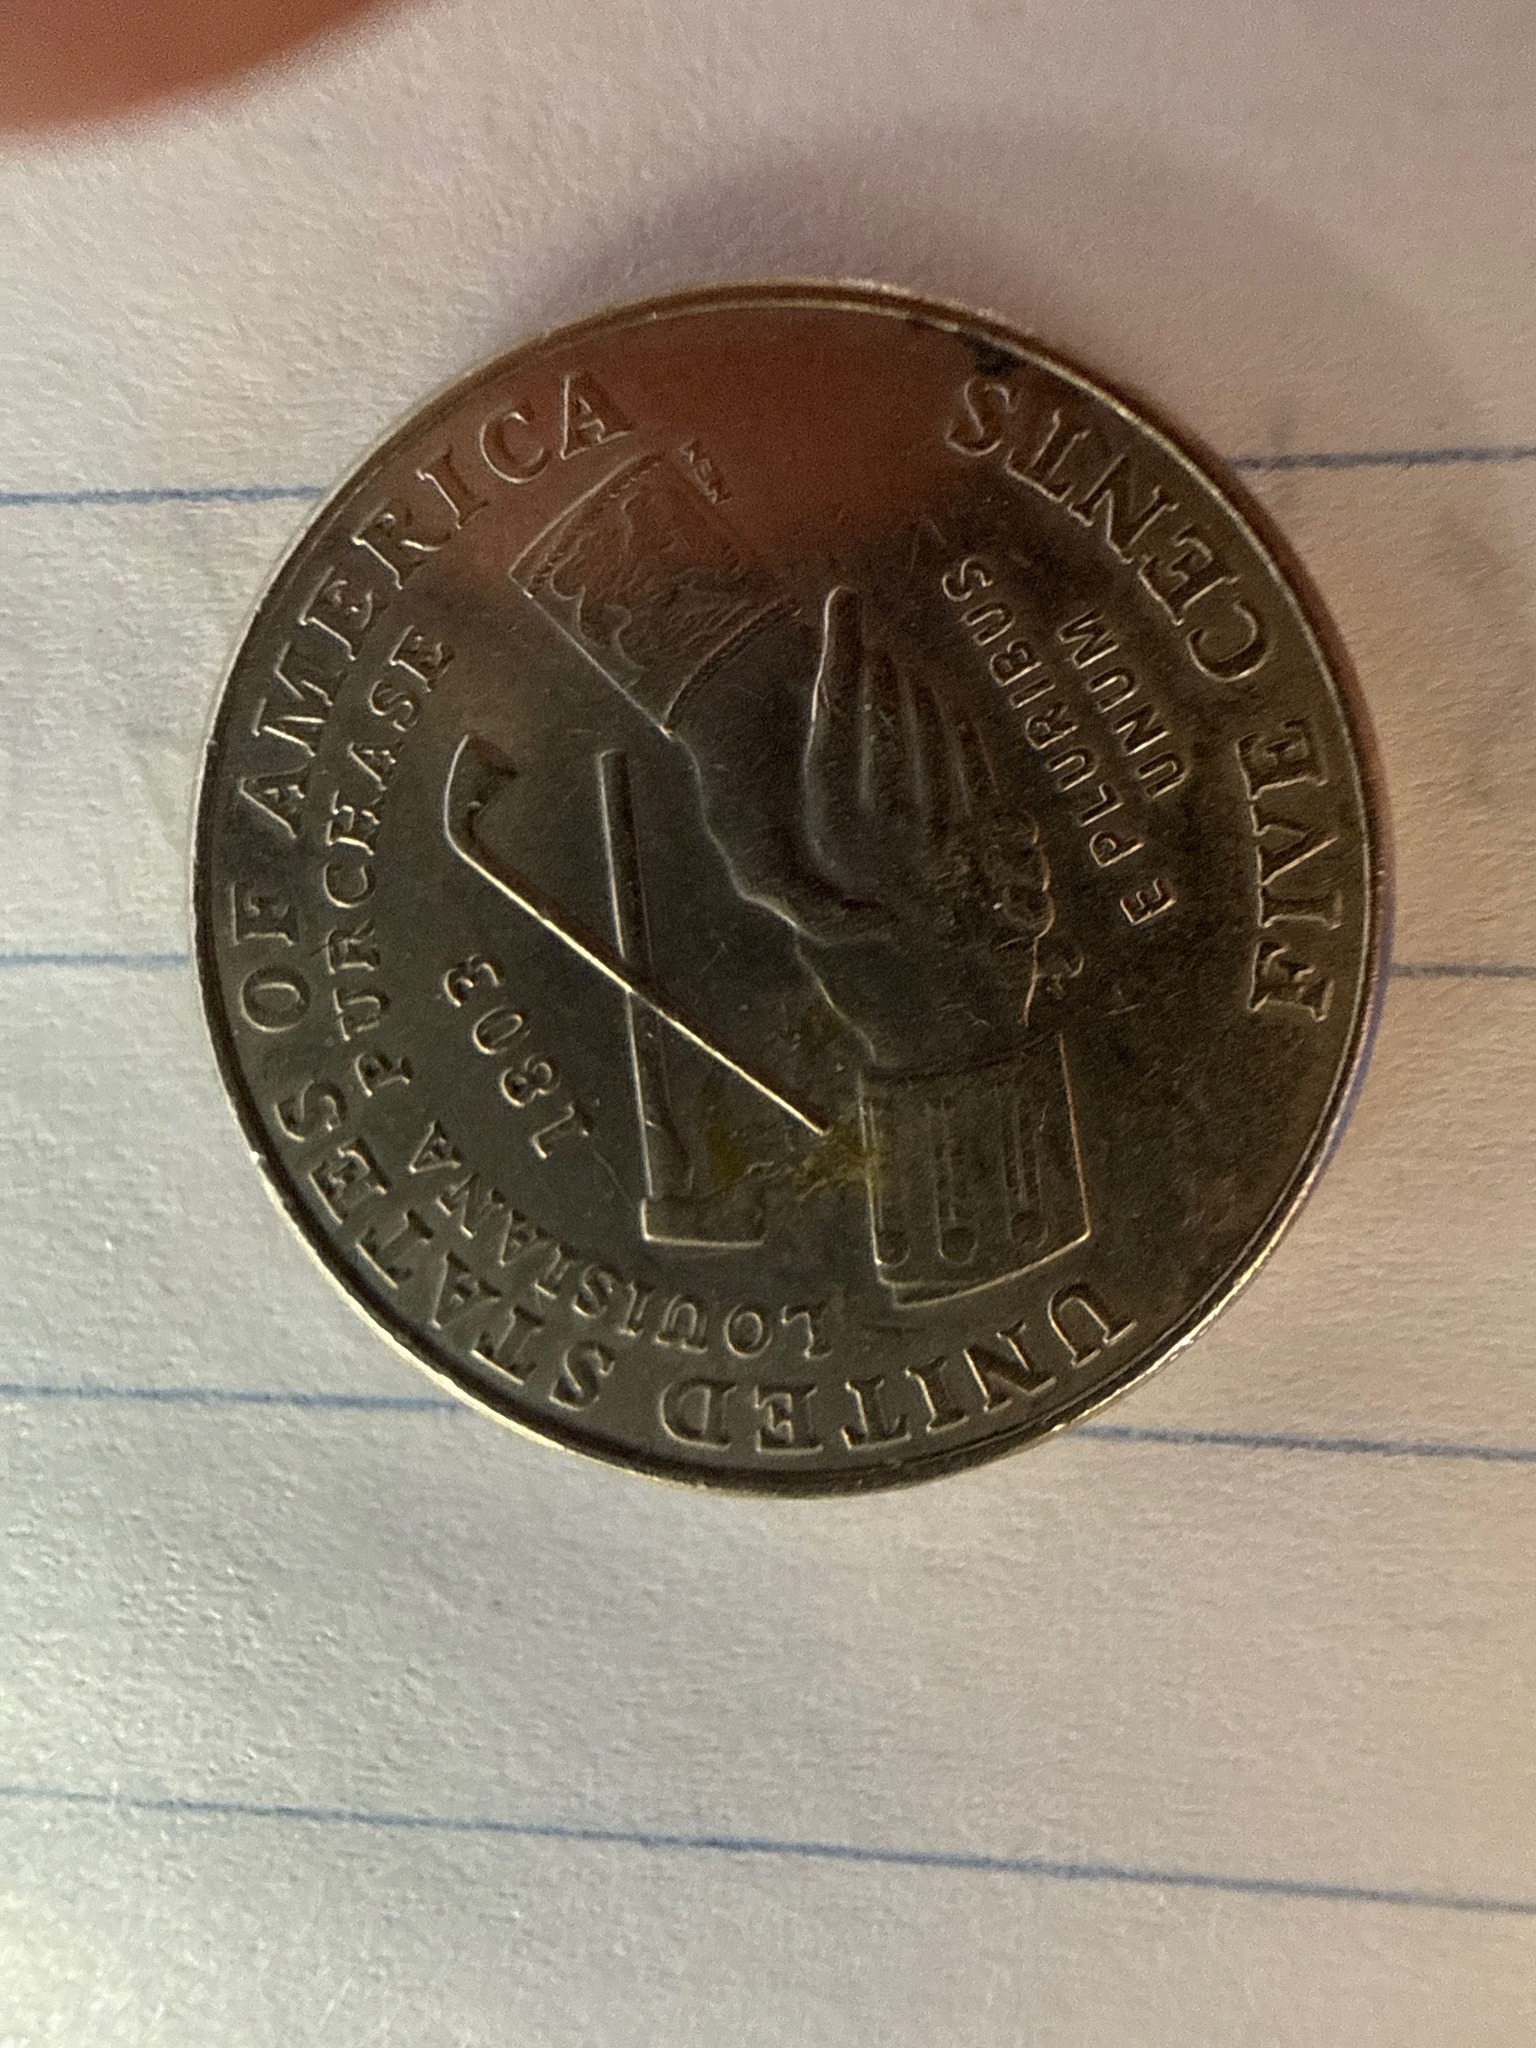 UNITED STATES OF AMERICA
LOUISIANA PURCHASE
1803
E PLURIBUS
UNUM
FIVE CENTS